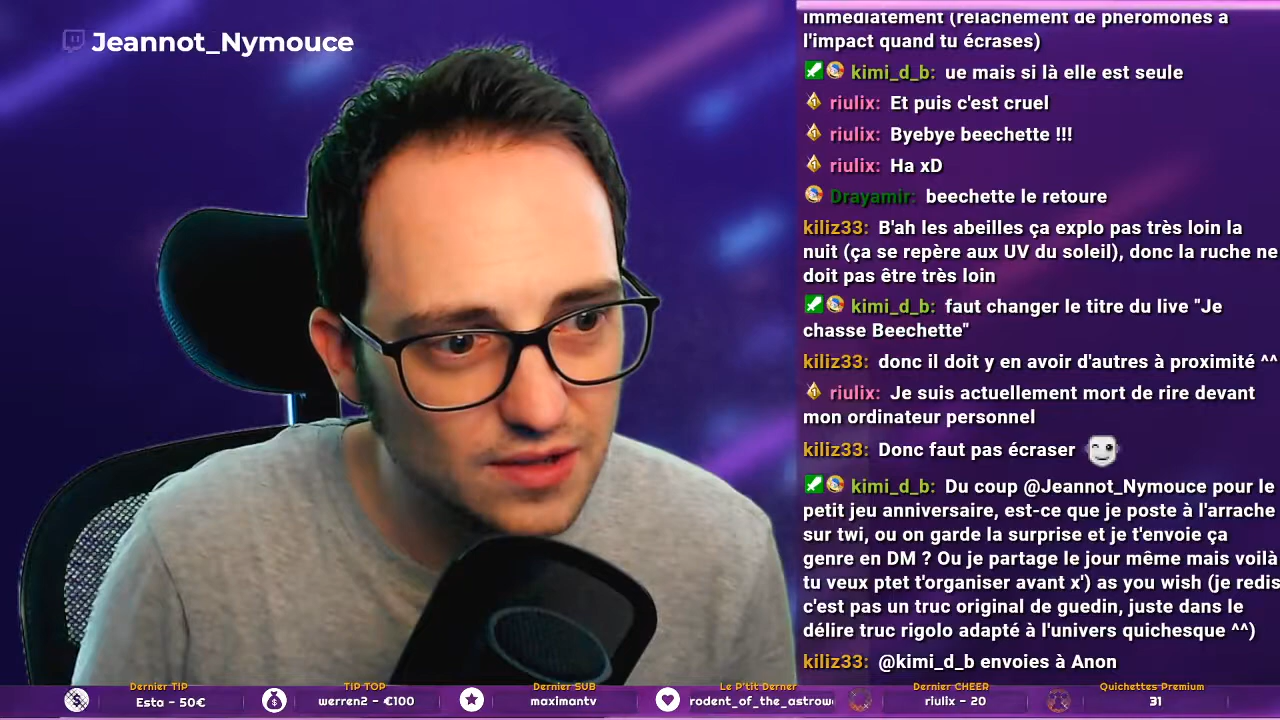 Jeannot_Nymouce
immédiatement (relâchement de phéromones à
l'impact quand tu écrases)
kimi_d_b: ue mais si là elle est seule
riulix: Et puis c'est cruel
riulix: Byebye beechette !!!
riulix: Ha xD
Drayamir: beechette le retoure
kiliz33: B'ah les abeilles ça explo pas très loin la
nuit (ça se repère aux UV du soleil), donc la ruche ne
doit pas être très loin
kimi_d_b: faut changer le titre du live "Je
chasse Beechette"
kiliz33: donc il doit y en avoir d'autres à proximité ^^
riulix: Je suis actuellement mort de rire devant
mon ordinateur personnel
kiliz33: Donc faut pas écraser
kimi_d_b: Du coup @Jeannot_Nymouce pour le
petit jeu anniversaire, est-ce que je poste à l'arrache
sur twi, ou on garde la surprise et je t'envoie ça
genre en DM ? Ou je partage le jour même mais voilà
tu veux ptet t'organiser avant x') as you wish (je redis
c'est pas un truc original de guedin, juste dans le
délire truc rigolo adapté à l'univers quichesque ^^)
kiliz33: @kimi_d_b envoies à Anon
Dernier TIP
Esta - 50€
TIP TOP
werren2 - €100
Dernier SUB
maximantv
Le P'tit Derner
rodent_of_the_astrow
Dernier CHEER
riulix - 20
Quichettes Premium
31